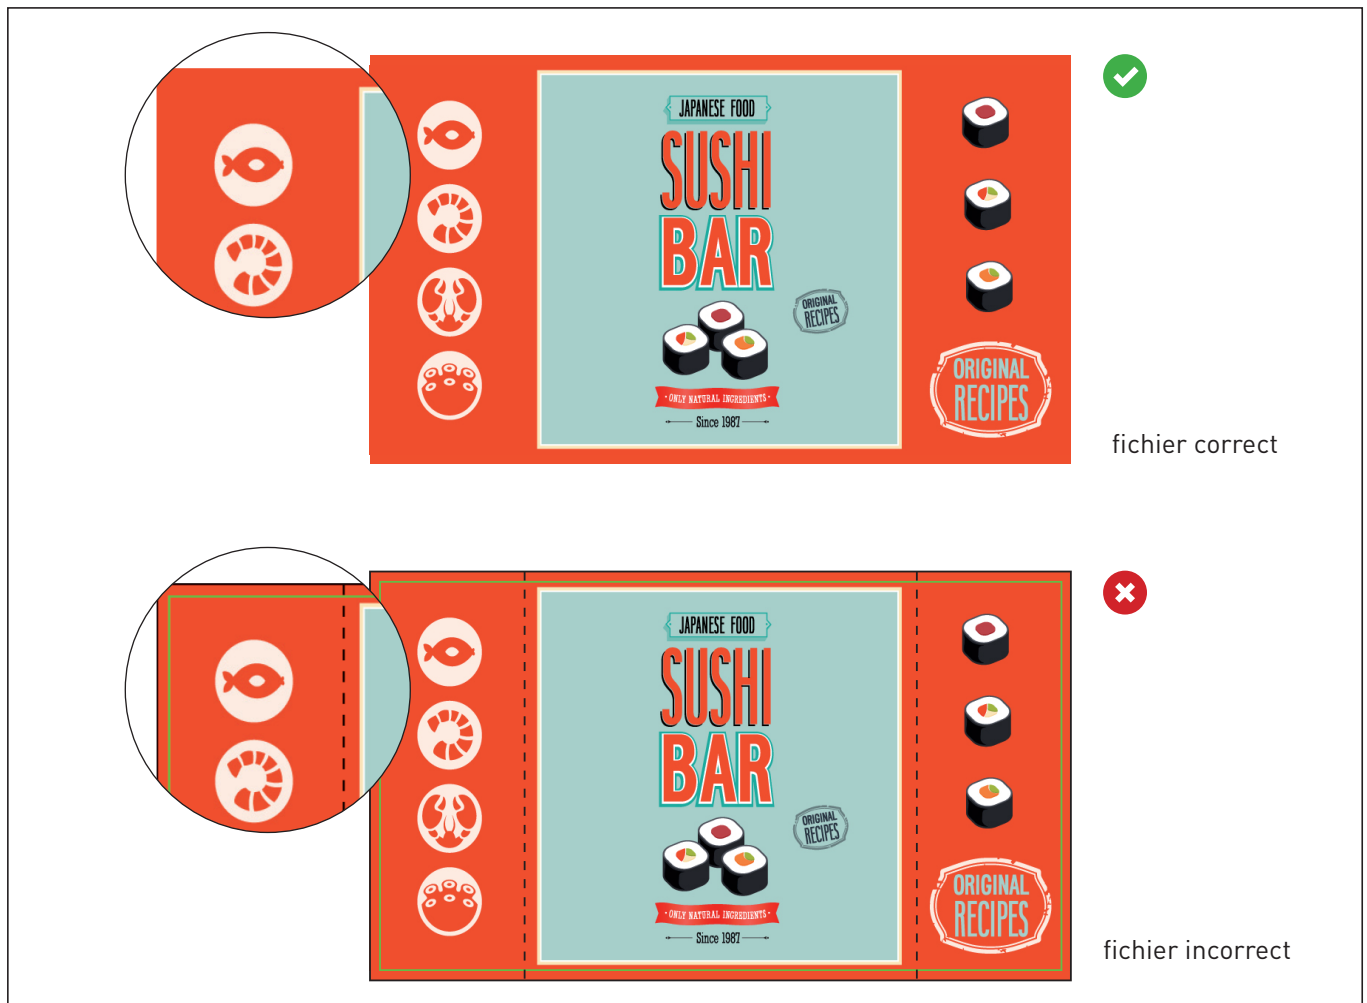 JAPANESE FOOD
SUSHI
BAR
ORIGINAL
RECIPES
· ONLY NATURAL INGREDIENTS ·
Since 1987
ORIGINAL
RECIPES
fichier correct
JAPANESE FOOD
SUSHI
BAR
ORIGINAL
RECIPES
· ONLY NATURAL INGREDIENTS ·
Since 1987
ORIGINAL
RECIPES
fichier incorrect